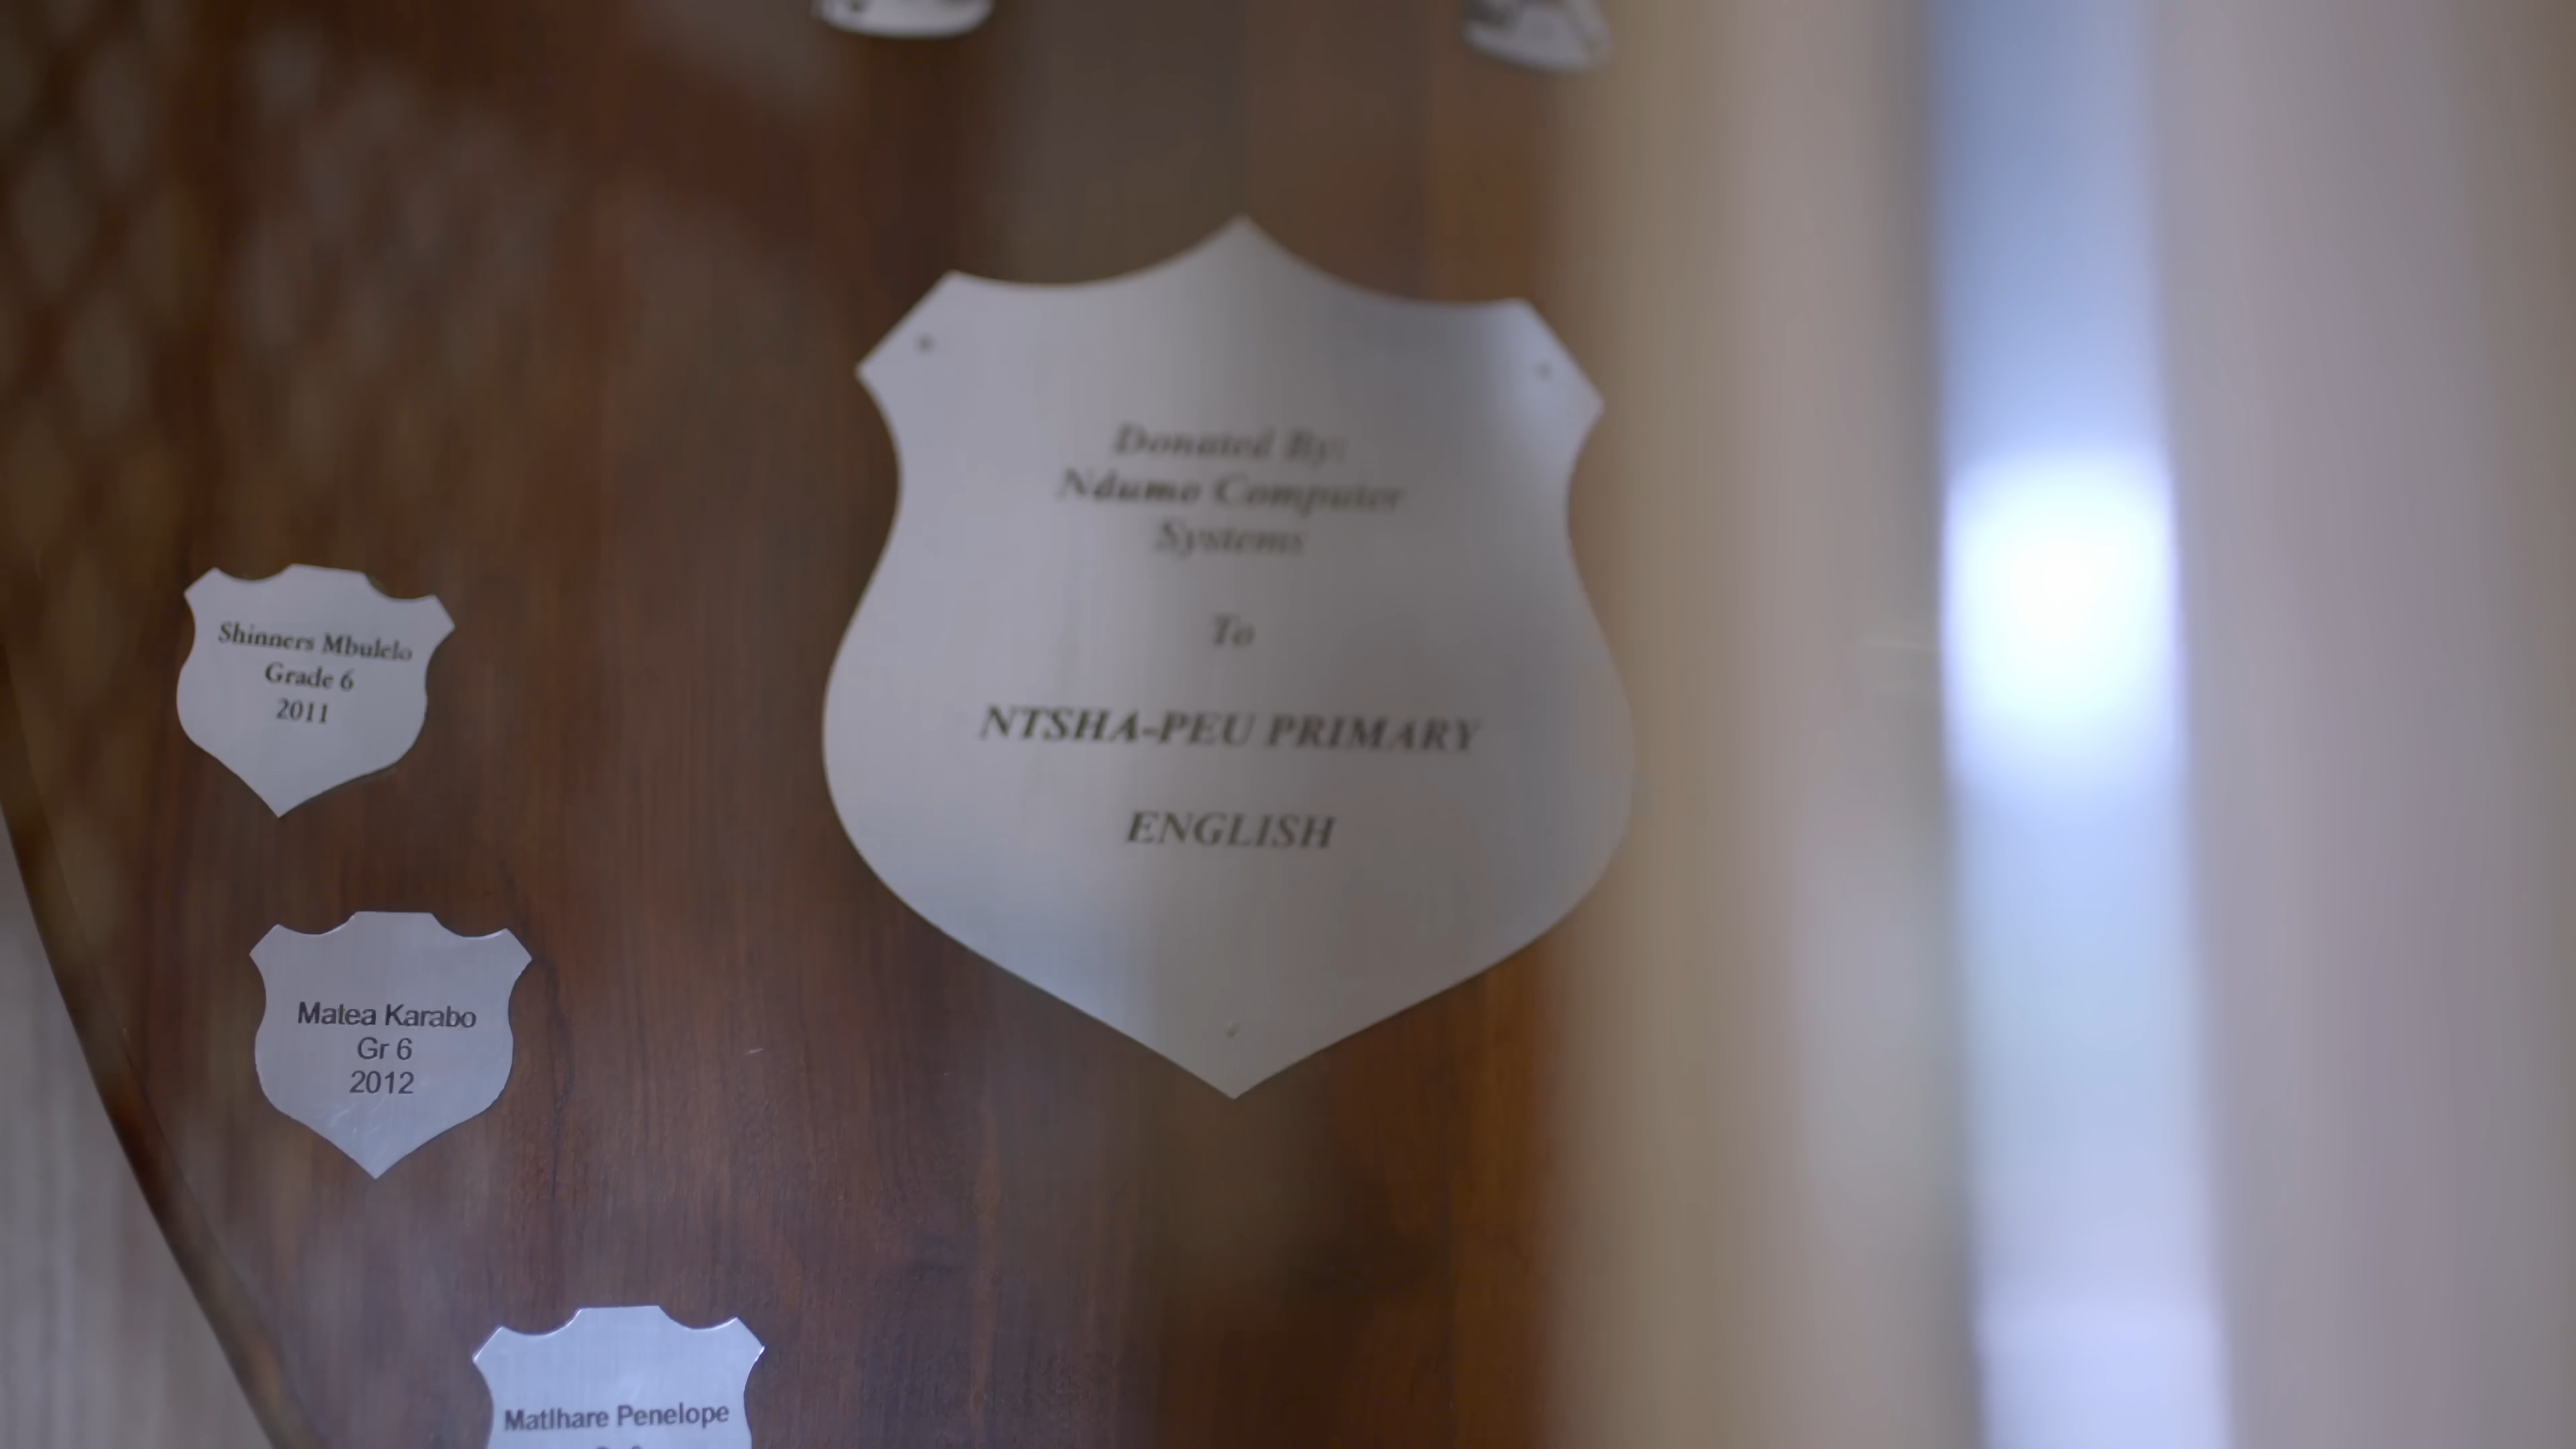 Donated By:
Ndumo Computer
Systems
To
NTSHA-PEU PRIMARY
ENGLISH
Shinners Mbulelo
Grade 6
2011
Matea Karabo
Gr 6
2012
Matlhare Penelope